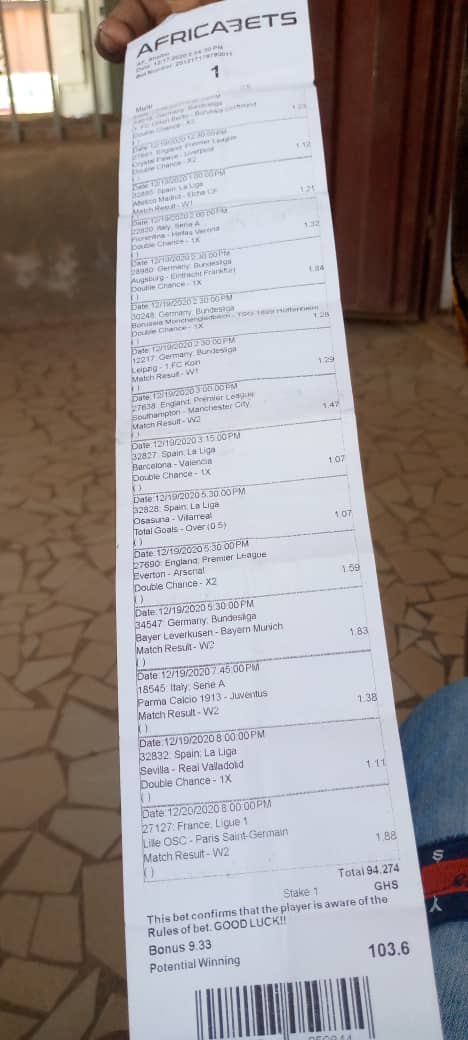 AFRICABETS
Date: 12/17/2020 2:56:30 PM
1
Multi
1. FC Union Berlin - Borussia Dortmund
Double Chance - X2
1.23
( )
Date: 12/19/2020 12:30:00 PM
27691: England; Premier League
Crystal Palace - Liverpool
Double Chance - X2
1.12
( )
Date: 12/19/2020 1:00:00 PM
Spain; La Liga
Atletico Madrid - Elche CF
Match Result - W1
1.21
( )
Date: 12/19/2020 2:00:00 PM
22820: Italy; Serie A
Fiorentina - Hellas Verona
Double Chance - 1X
1.32
( )
Date: 12/19/2020 2:30:00 PM
28980: Germany; Bundesliga
Augsburg - Eintracht Frankfurt
Double Chance - 1X
1.84
( )
Date: 12/19/2020 2:30:00 PM
30248: Germany; Bundesliga
Borussia Monchengladbach - TSG 1899 Hoffenheim
Double Chance - 1X
1.28
( )
Date: 12/19/2020 2:30:00 PM
12217: Germany; Bundesliga
Leipzig - 1.FC Koln
Match Result - W1
1.29
( )
Date: 12/19/2020 3:00:00 PM
27638: England; Premier League
Southampton - Manchester City
Match Result - W2
1.47
( )
Date: 12/19/2020 3:15:00 PM
32827: Spain; La Liga
Barcelona - Valencia
Double Chance - 1X
1.07
( )
Date: 12/19/2020 5:30:00 PM
32828: Spain; La Liga
Osasuna - Villarreal
Total Goals - Over(0.5)
1.07
( )
Date: 12/19/2020 5:30:00 PM
27690: England; Premier League
Everton - Arsenal
Double Chance - X2
1.59
( )
Date: 12/19/2020 5:30:00 PM
34547: Germany; Bundesliga
Bayer Leverkusen - Bayern Munich
Match Result - W2
1.83
( )
Date: 12/19/2020 7:45:00 PM
18545: Italy; Serie A
Parma Calcio 1913 - Juventus
Match Result - W2
1.38
( )
Date: 12/19/2020 8:00:00 PM
32832: Spain; La Liga
Sevilla - Real Valladolid
Double Chance - 1X
1.11
( )
Date: 12/20/2020 8:00:00 PM
27127: France; Ligue 1
Lille OSC - Paris Saint-Germain
Match Result - W2
1.88
( )
Total 94.274
Stake 1 GHS
This bet confirms that the player is aware of the
Rules of bet. GOOD LUCK!!
Bonus 9.33
Potential Winning 103.6